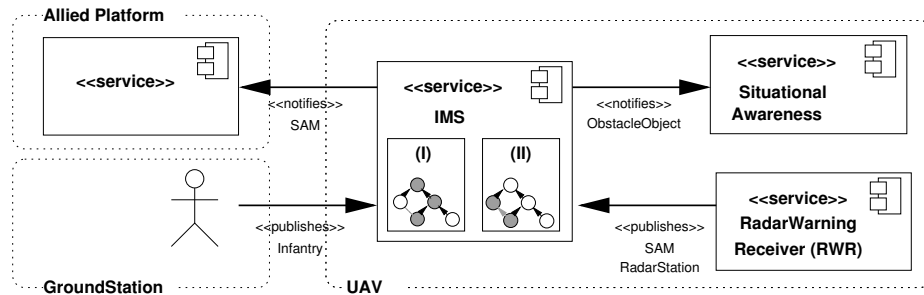 Allied Platform
<<service>>
<<notifies>>
SAM
<<service>>
IMS
(I)
(II)
<<notifies>>
ObstacleObject
<<service>>
Situational
Awareness
<<publishes>>
Infantry
<<publishes>>
SAM
RadarStation
<<service>>
RadarWarning
Receiver (RWR)
GroundStation
UAV